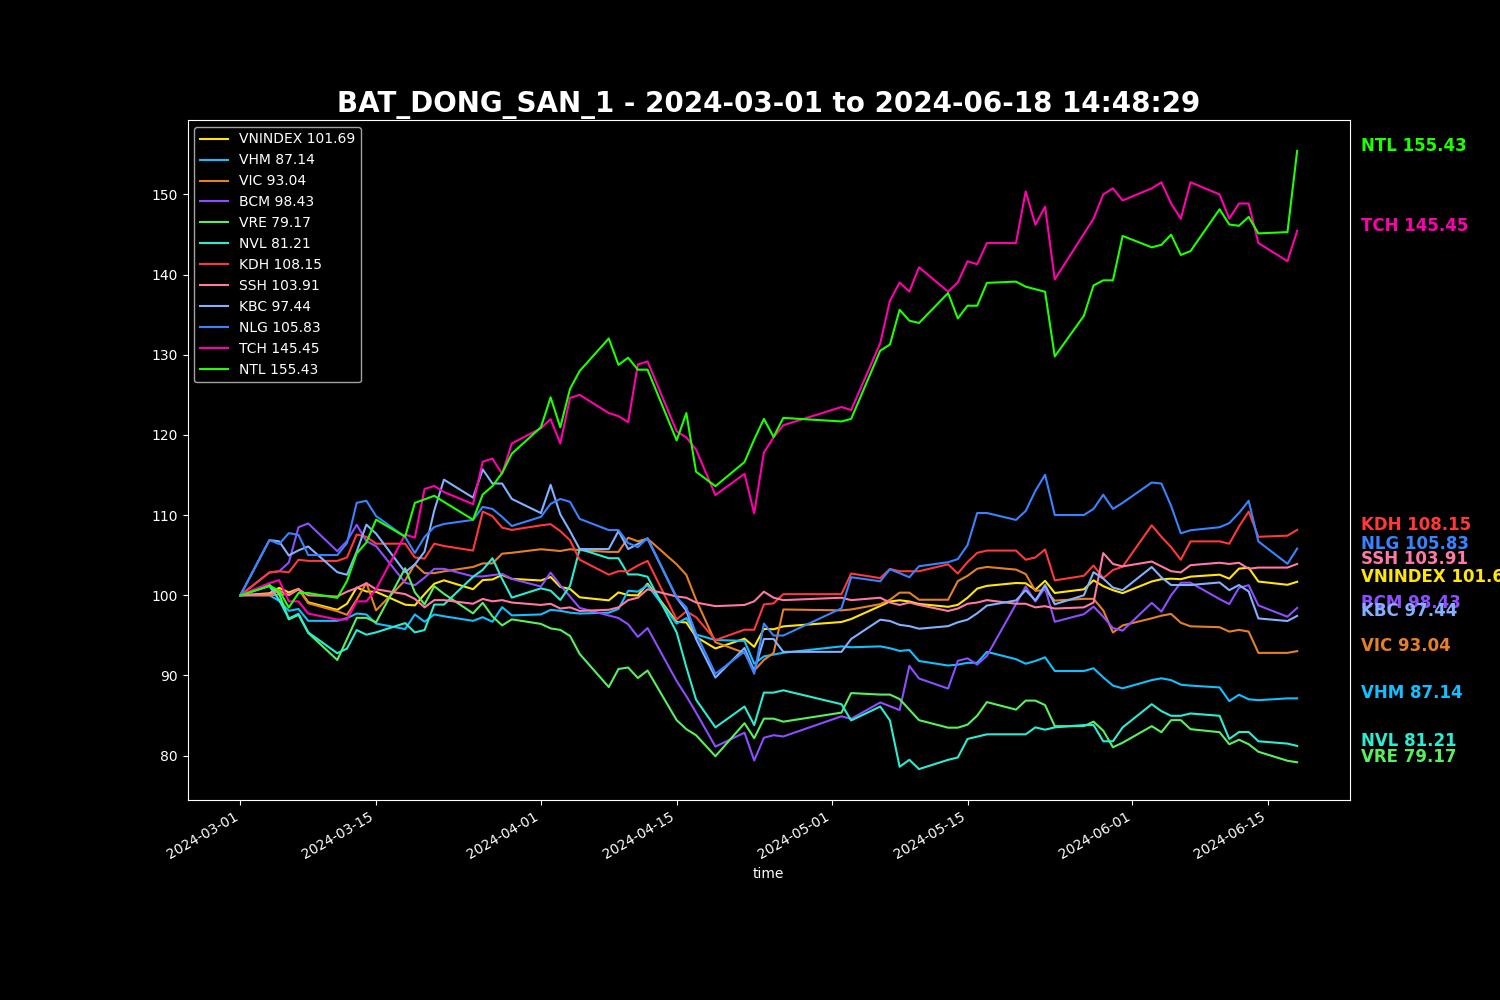 BAT_DONG_SAN_1 - 2024-03-01 to 2024-06-18 14:48:29
VNINDEX 101.69
VHM 87.14
VIC 93.04
BCM 98.43
VRE 79.17
NVL 81.21
KDH 108.15
SSH 103.91
KBC 97.44
NLG 105.83
TCH 145.45
NTL 155.43
150
140
130
120
110
100
90
80
NTL 155.43
TCH 145.45
KDH 108.15
NLG 105.83
SSH 103.91
VNINDEX 101.6
BCM 98.43
KBC 97.44
VIC 93.04
VHM 87.14
NVL 81.21
VRE 79.17
2024-03-01
2024-03-15
2024-04-01
2024-04-15
2024-05-01
2024-05-15
2024-06-01
2024-06-15
time